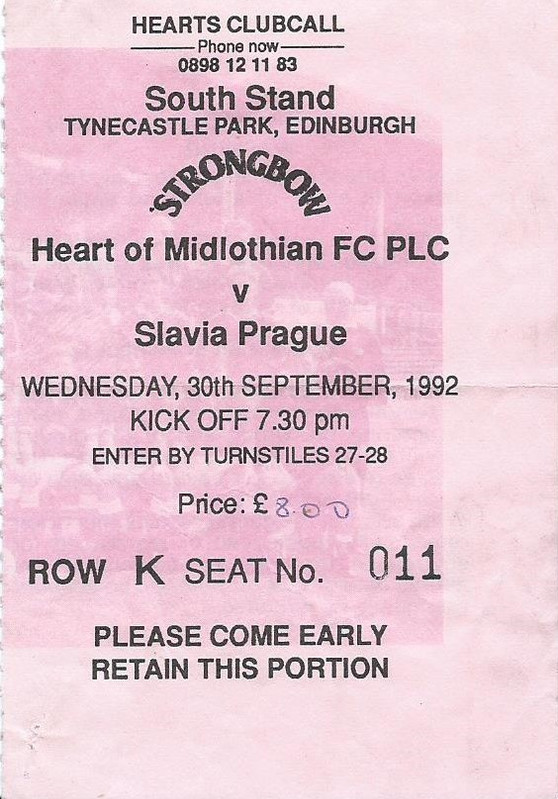 HEARTS CLUBCALL
Phone now
0898 12 11 83
South Stand
TYNECASTLE PARK, EDINBURGH
STRONGBOW
Heart of Midlothian FC PLC
v
Slavia Prague
WEDNESDAY, 30th SEPTEMBER, 1992
KICK OFF 7.30 pm
ENTER BY TURNSTILES 27-28
Price: £ 8.00
ROW K SEAT No. 011
PLEASE COME EARLY
RETAIN THIS PORTION